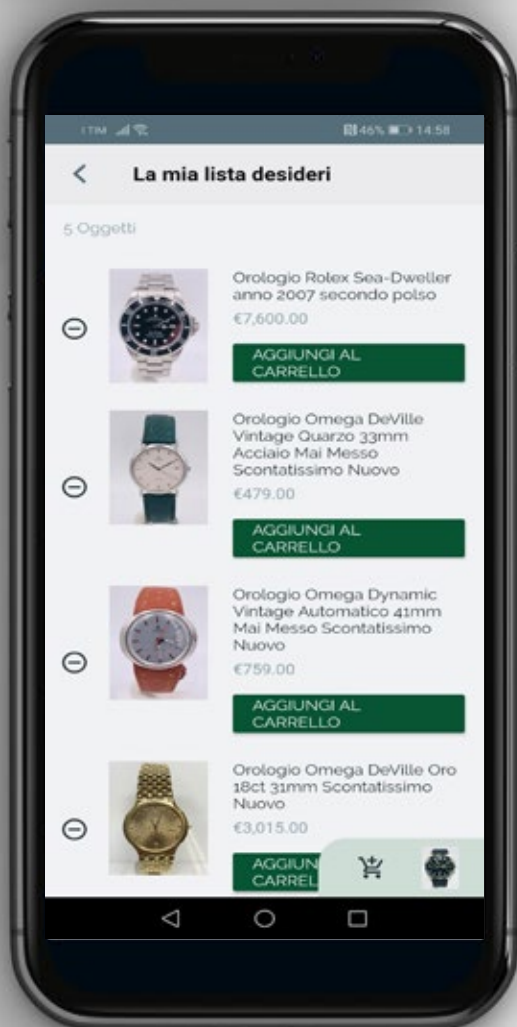 TIM 46% 14:58
La mia lista desideri
5 Oggetti
Orologio Rolex Sea-Dweller
anno 2007 secondo polso
€7,600.00
AGGIUNGI AL
CARRELLO
Orologio Omega DeVille
Vintage Quarzo 33mm
Acciaio Mai Messo
Scontatissimo Nuovo
€479.00
AGGIUNGI AL
CARRELLO
Orologio Omega Dynamic
Vintage Automatico 41mm
Mai Messo Scontatissimo
Nuovo
€759.00
AGGIUNGI AL
CARRELLO
Orologio Omega DeVille Oro
18ct 31mm Scontatissimo
Nuovo
€3,015.00
AGGIUN
CARREL